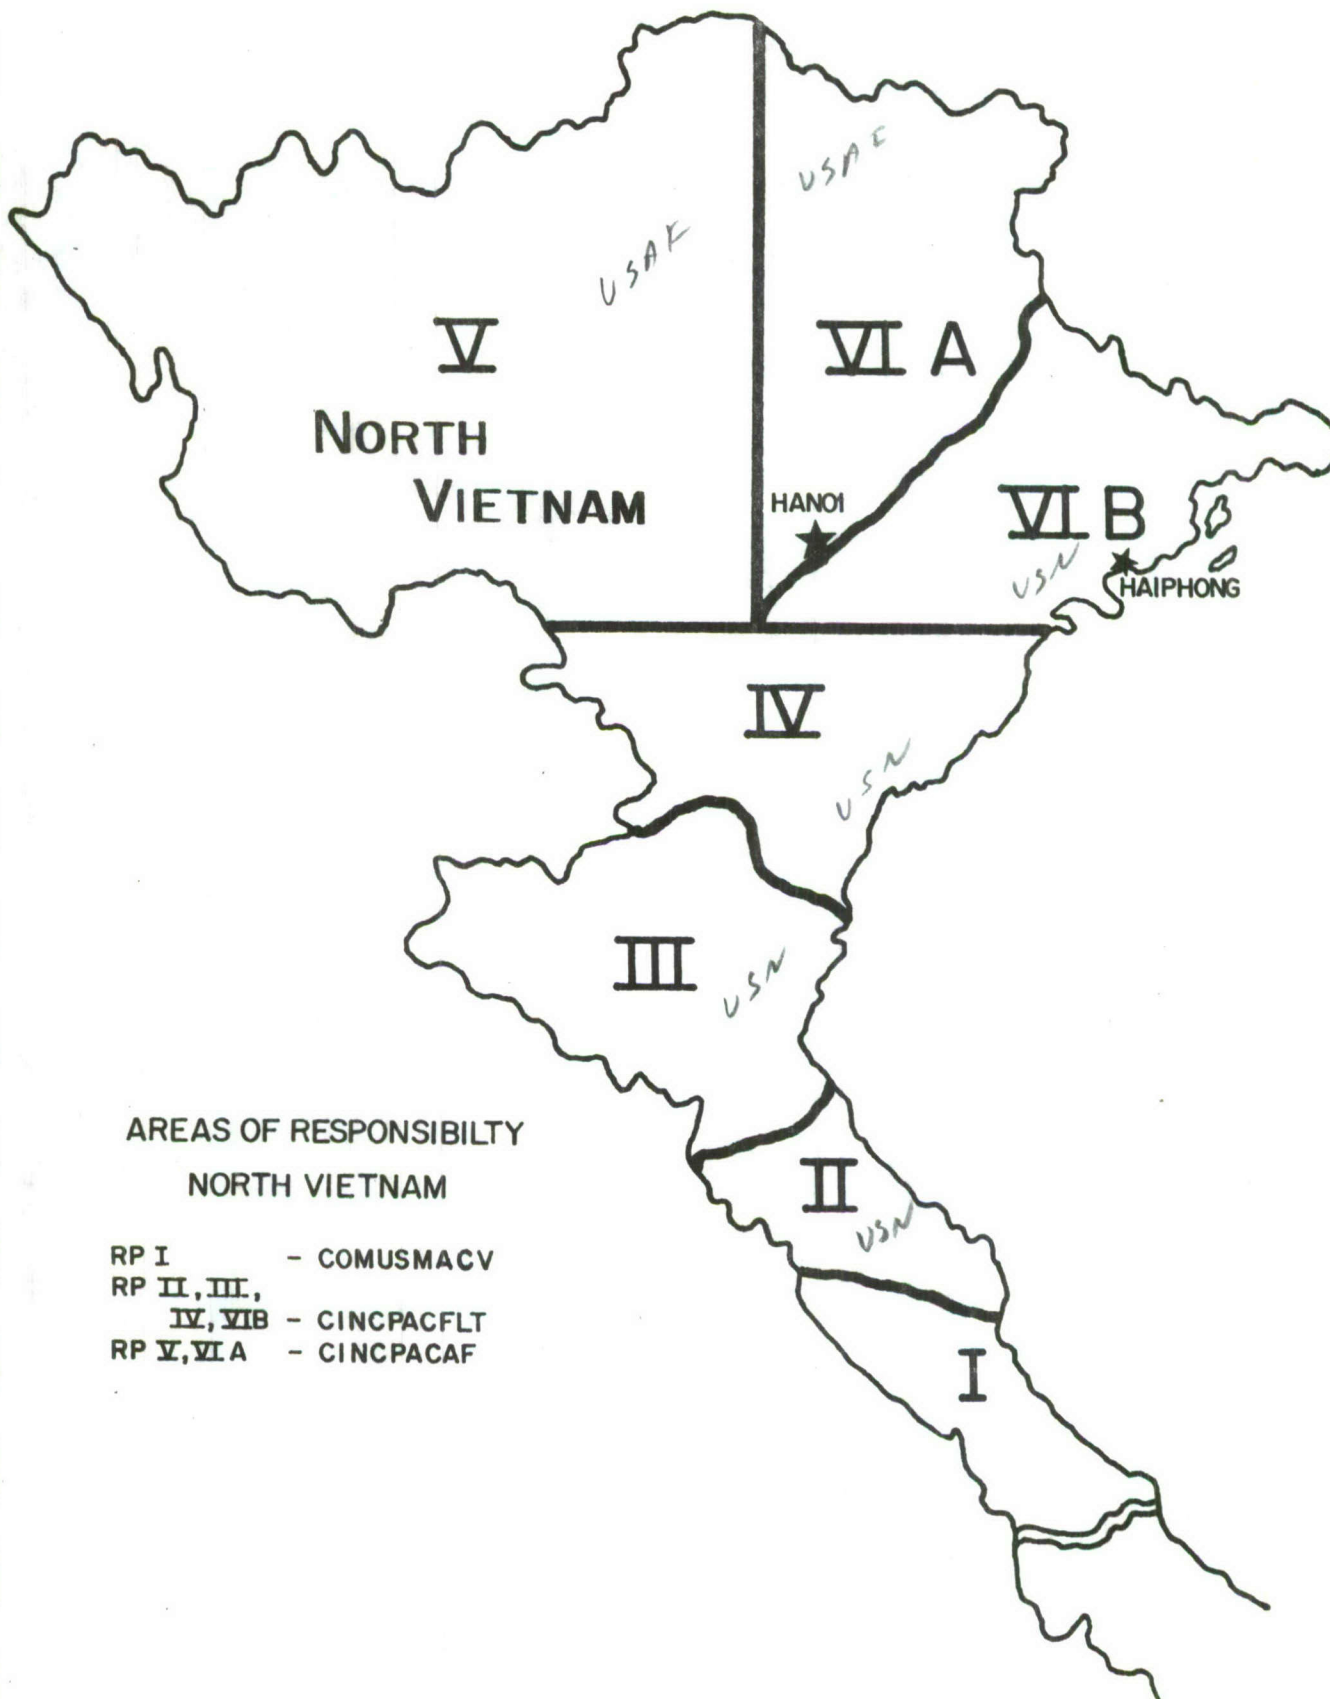 USAF
USAF
V
VI A
NORTH
VIETNAM
HANOI
VI B
USN
HAIPHONG
IV
USN
III
USN
AREAS OF RESPONSIBILTY
NORTH VIETNAM
II
USN
RP I - COMUSMACV
RP II, III,
IV, VIB - CINCPACFLT
RP V, VI A - CINCPACAF
I